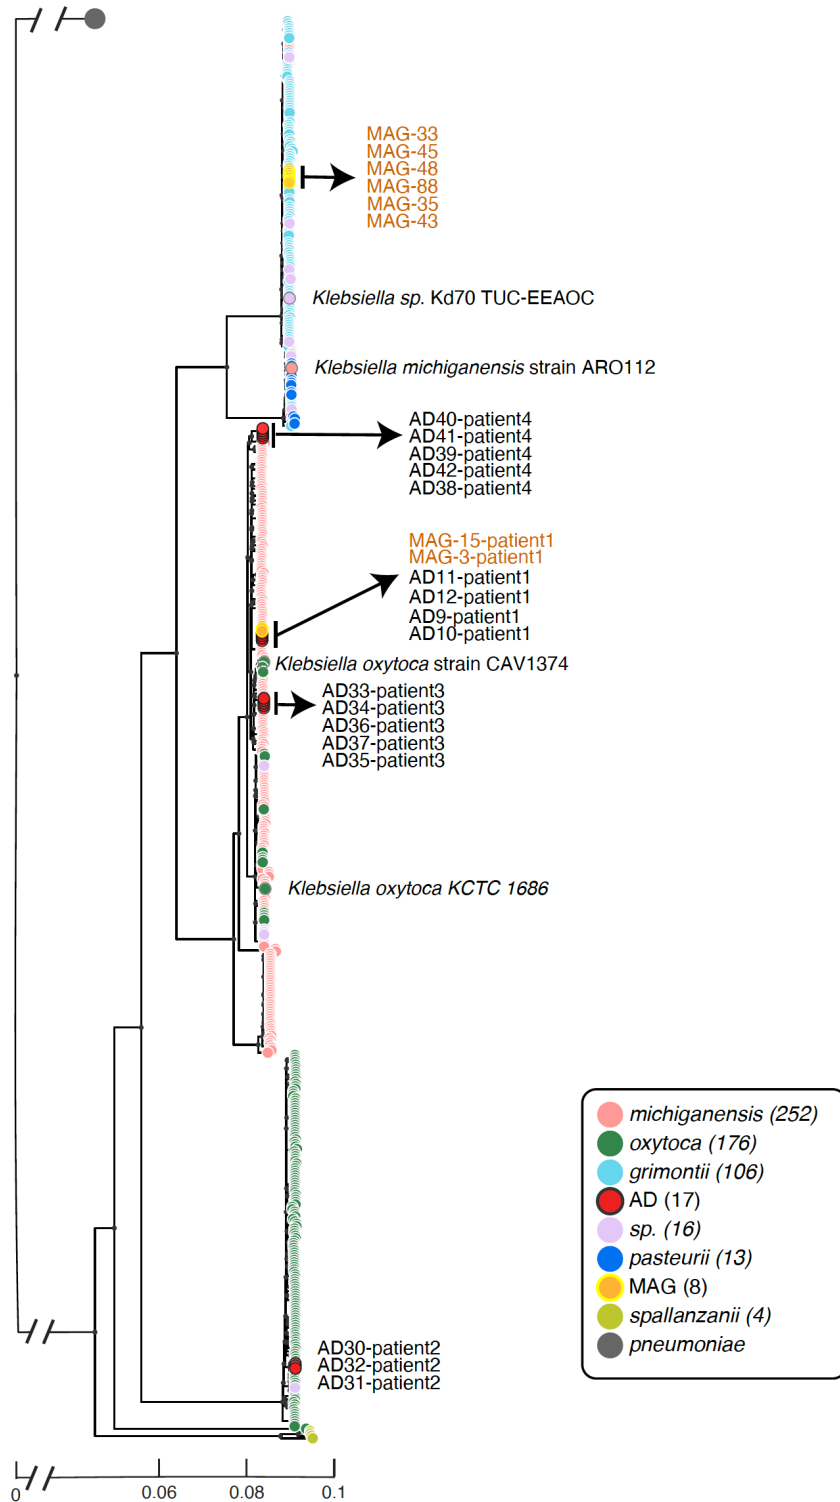 MAG-33
MAG-45
MAG-48
MAG-88
MAG-35
MAG-43
Klebsiella sp. Kd70 TUC-EEAOC
Klebsiella michiganensis strain ARO112
AD40-patient4
AD41-patient4
AD39-patient4
AD42-patient4
AD38-patient4
MAG-15-patient1
MAG-3-patient1
AD11-patient1
AD12-patient1
AD9-patient1
AD10-patient1
Klebsiella oxytoca strain CAV1374
AD33-patient3
AD34-patient3
AD36-patient3
AD37-patient3
AD35-patient3
Klebsiella oxytoca KCTC 1686
michiganensis (252)
oxytoca (176)
grimontii (106)
AD (17)
sp. (16)
pasteurii (13)
MAG (8)
spallanzanii (4)
pneumoniae
AD30-patient2
AD32-patient2
AD31-patient2
0 0.06 0.08 0.1